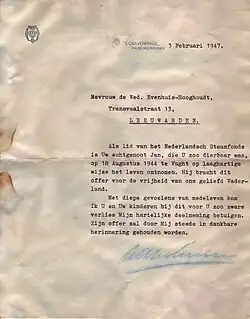 'S-GRAVENHAGE,
3 Februari 1947.
Mevrouw de Wed. Evenhuis-Hooghoudt,
Transvaalstraat 13,
LEEUWARDEN.
Als lid van het Nederlandsch Steunfonds
is Uw echtgenoot Jan, die U zoo dierbaar was,
op 18 Augustus 1944 te Vught op laaghartige
wijze het leven ontnomen. Hij bracht dit
offer voor de vrijheid van ons geliefd Vader-
land.
Met diepe gevoelens van medeleven kom
Ik U en Uw kinderen bij dit voor U zoo zware
verlies Mijn hartelijke deelneming betuigen.
Zijn offer zal door Mij steeds in dankbare
herinnering gehouden worden.